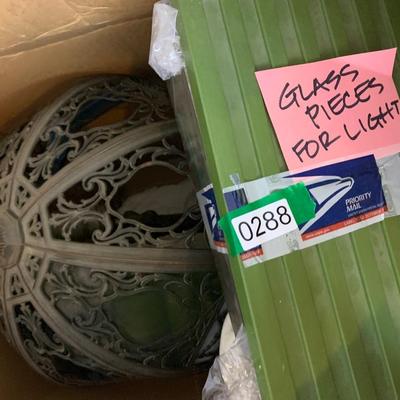 GLASS
PIECES
FOR LIGHT
PRIORITY
MAIL
0288